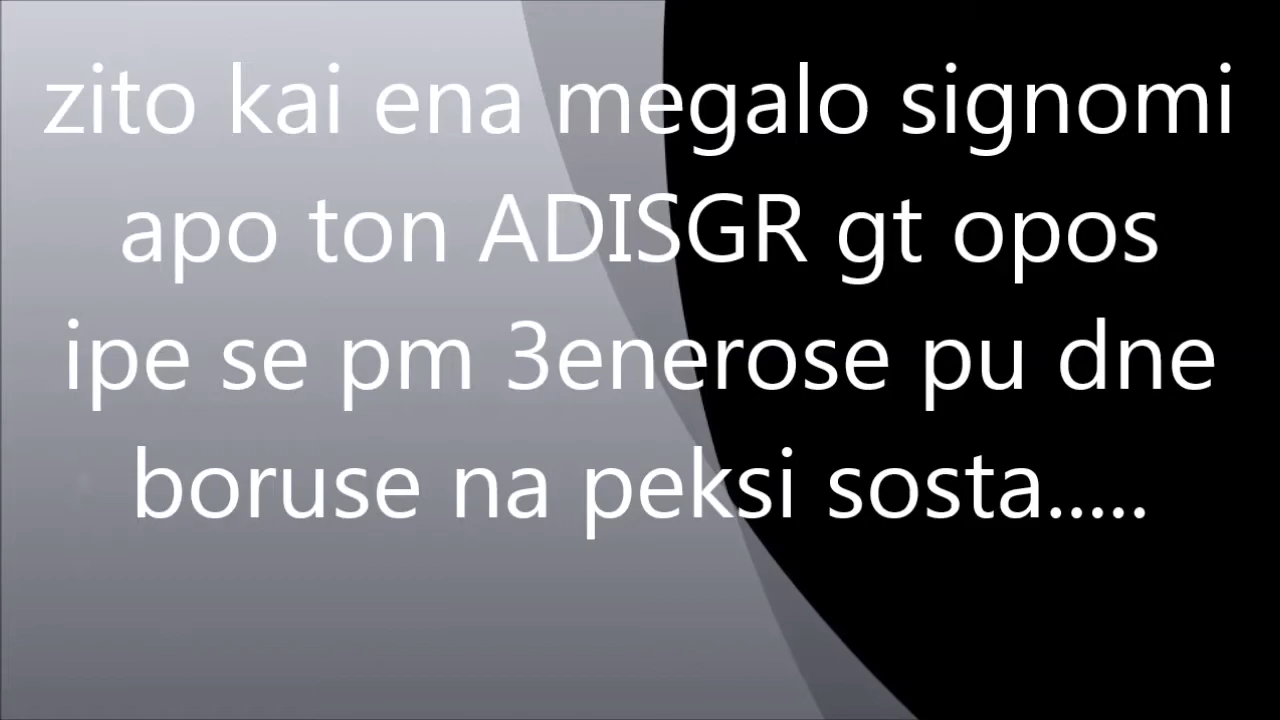 zito kai ena megalo signomi
apo ton ADISGR gt opos
ipe se pm 3enerose pu dne
boruse na peksi sosta.....